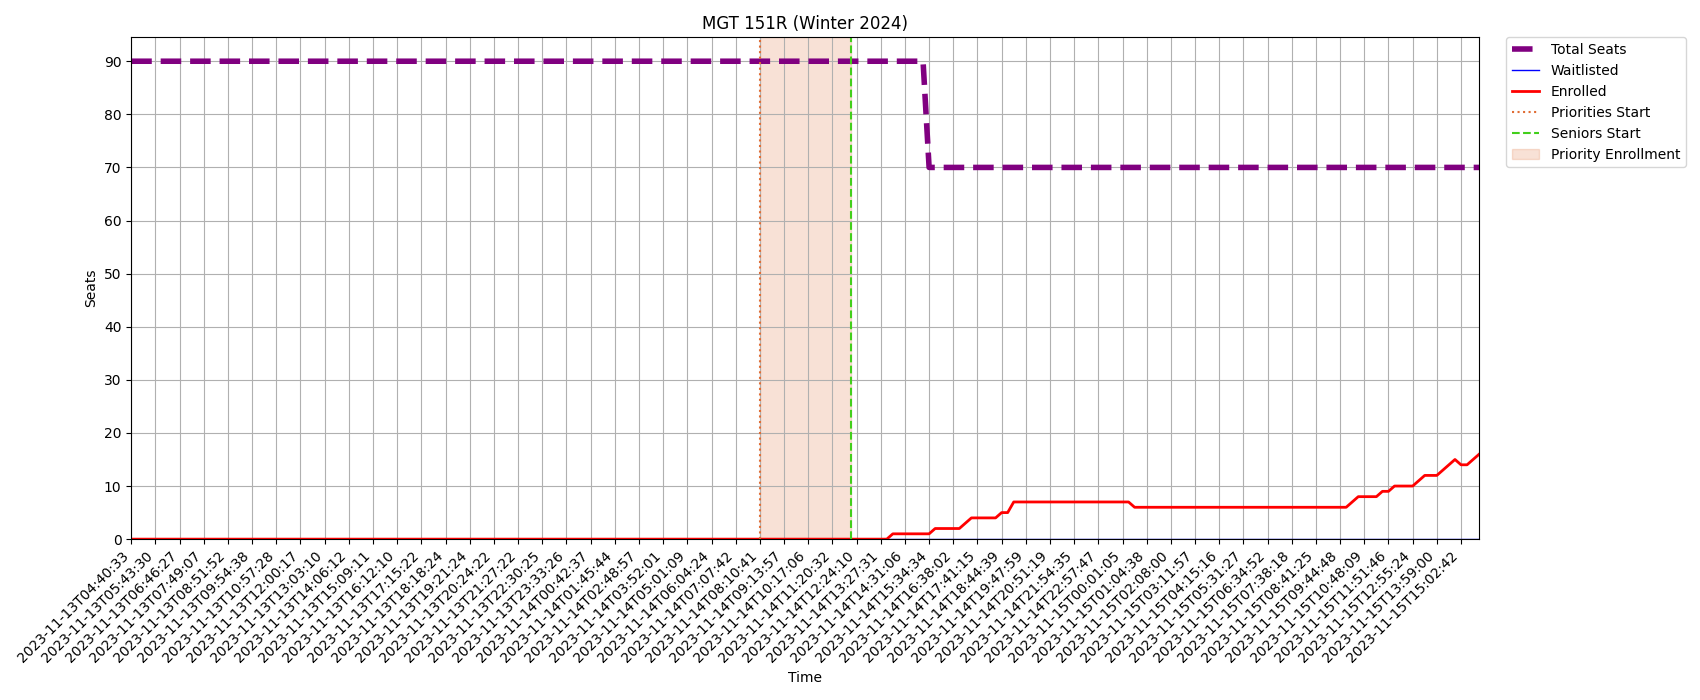 MGT 151R (Winter 2024)
Total Seats
Waitlisted
Enrolled
Priorities Start
Seniors Start
Priority Enrollment
Seats
90
80
70
60
50
40
30
20
10
0
2023-11-13T04:40:33
2023-11-13T05:43:30
2023-11-13T06:46:27
2023-11-13T07:49:07
2023-11-13T08:51:52
2023-11-13T09:54:38
2023-11-13T10:57:28
2023-11-13T12:00:17
2023-11-13T13:03:10
2023-11-13T14:06:12
2023-11-13T15:09:11
2023-11-13T16:12:10
2023-11-13T17:15:22
2023-11-13T18:18:24
2023-11-13T19:21:24
2023-11-13T20:24:22
2023-11-13T21:27:22
2023-11-13T22:30:25
2023-11-13T23:33:26
2023-11-14T00:42:37
2023-11-14T01:45:44
2023-11-14T02:48:57
2023-11-14T03:52:01
2023-11-14T05:01:09
2023-11-14T06:04:24
2023-11-14T07:07:42
2023-11-14T08:10:41
2023-11-14T09:13:57
2023-11-14T10:17:06
2023-11-14T11:20:32
2023-11-14T12:24:10
2023-11-14T13:27:31
2023-11-14T14:31:06
2023-11-14T15:34:34
2023-11-14T16:38:02
2023-11-14T17:41:15
2023-11-14T18:44:39
2023-11-14T19:47:59
2023-11-14T20:51:19
2023-11-14T21:54:35
2023-11-14T22:57:47
2023-11-15T00:01:05
2023-11-15T01:04:38
2023-11-15T02:08:00
2023-11-15T03:11:57
2023-11-15T04:15:16
2023-11-15T05:31:27
2023-11-15T06:34:52
2023-11-15T07:38:18
2023-11-15T08:41:25
2023-11-15T09:44:48
2023-11-15T10:48:09
2023-11-15T11:51:46
2023-11-15T12:55:24
2023-11-15T13:59:00
2023-11-15T15:02:42
Time